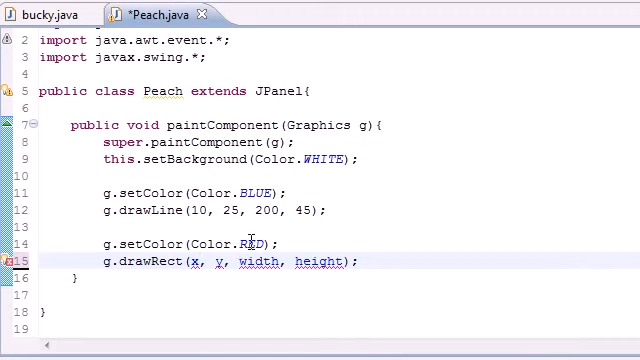 bucky.java
*Peach.java
2 import java.awt.event.*;
3 import javax.swing.*;
4
5 public class Peach extends JPanel{
6
7 public void paintComponent(Graphics g){
8 super.paintComponent(g);
9 this.setBackground(Color.WHITE);
10
11 g.setColor(Color.BLUE);
12 g.drawLine(10, 25, 200, 45);
13
14 g.setColor(Color.RED);
15 g.drawRect(x, y, width, height);
16 }
17
18 }
19